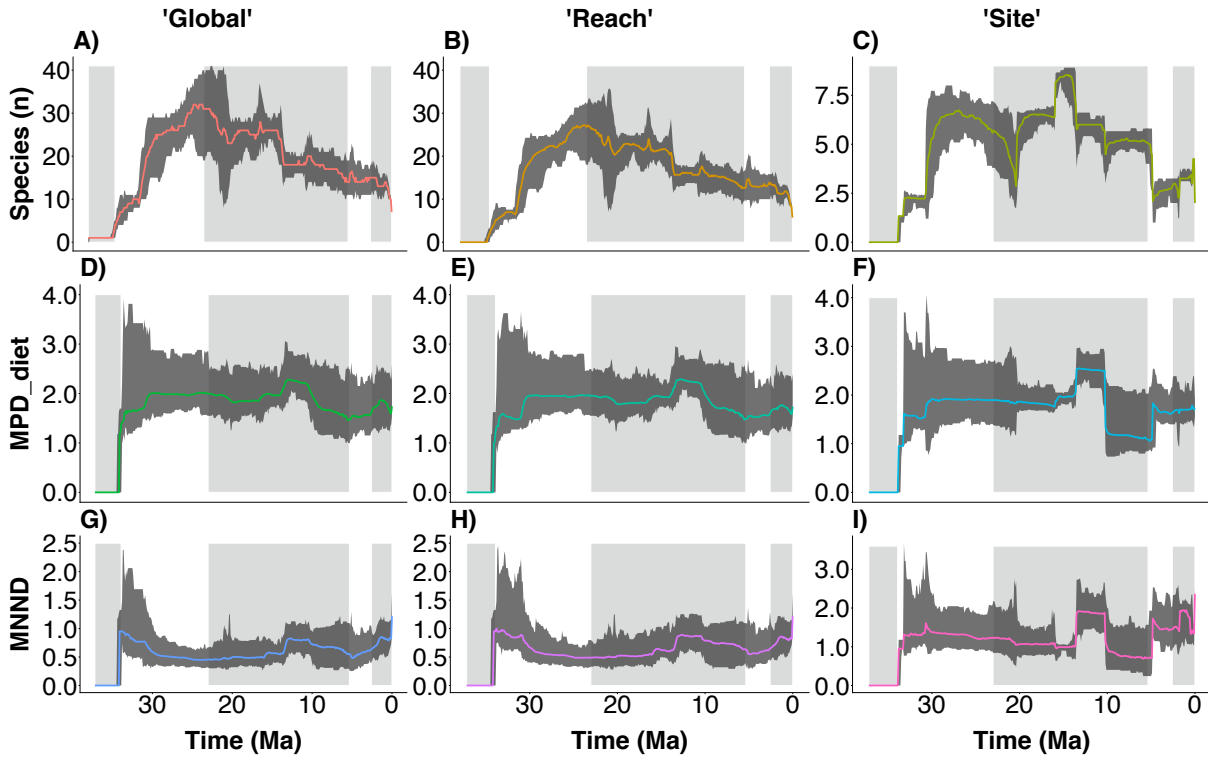 'Global' 'Reach' 'Site'
A) B) C)
Species (n)
40 40
30 30 7.5
20 20 5.0
10 10 2.5
0 0 0.0
D) E) F)
MPD_diet
4.0 4.0 4.0
3.0 3.0 3.0
2.0 2.0 2.0
1.0 1.0 1.0
0.0 0.0 0.0
G) H) I)
MNND
2.5 2.5
2.0 2.0 3.0
1.5 1.5 2.0
1.0 1.0
0.5 0.5 1.0
0.0 0.0 0.0
30 20 10 0 30 20 10 0 30 20 10 0
Time (Ma) Time (Ma) Time (Ma)